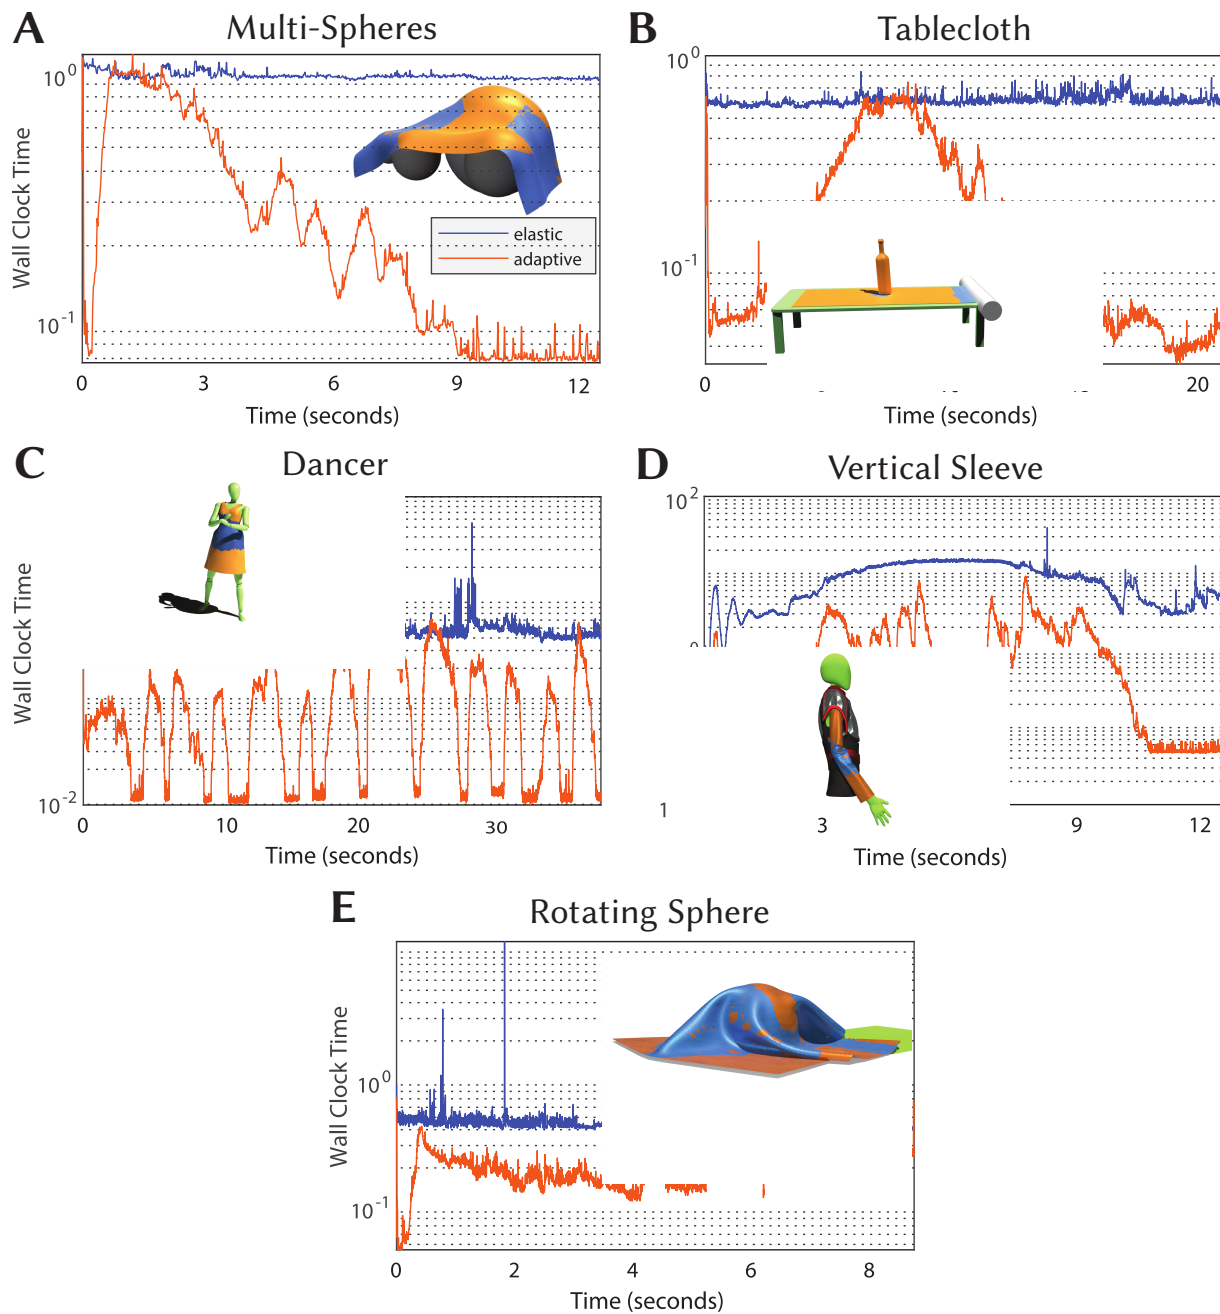 A Multi-Spheres
10^0
10^-1
Wall Clock Time
elastic
adaptive
0 3 6 9 12
Time (seconds)
B Tablecloth
10^0
10^-1
0 20
Time (seconds)
C Dancer
Wall Clock Time
10^-2
0 10 20 30
Time (seconds)
D Vertical Sleeve
10^2
1 3 9 12
Time (seconds)
E Rotating Sphere
10^0
10^-1
Wall Clock Time
0 2 4 6 8
Time (seconds)